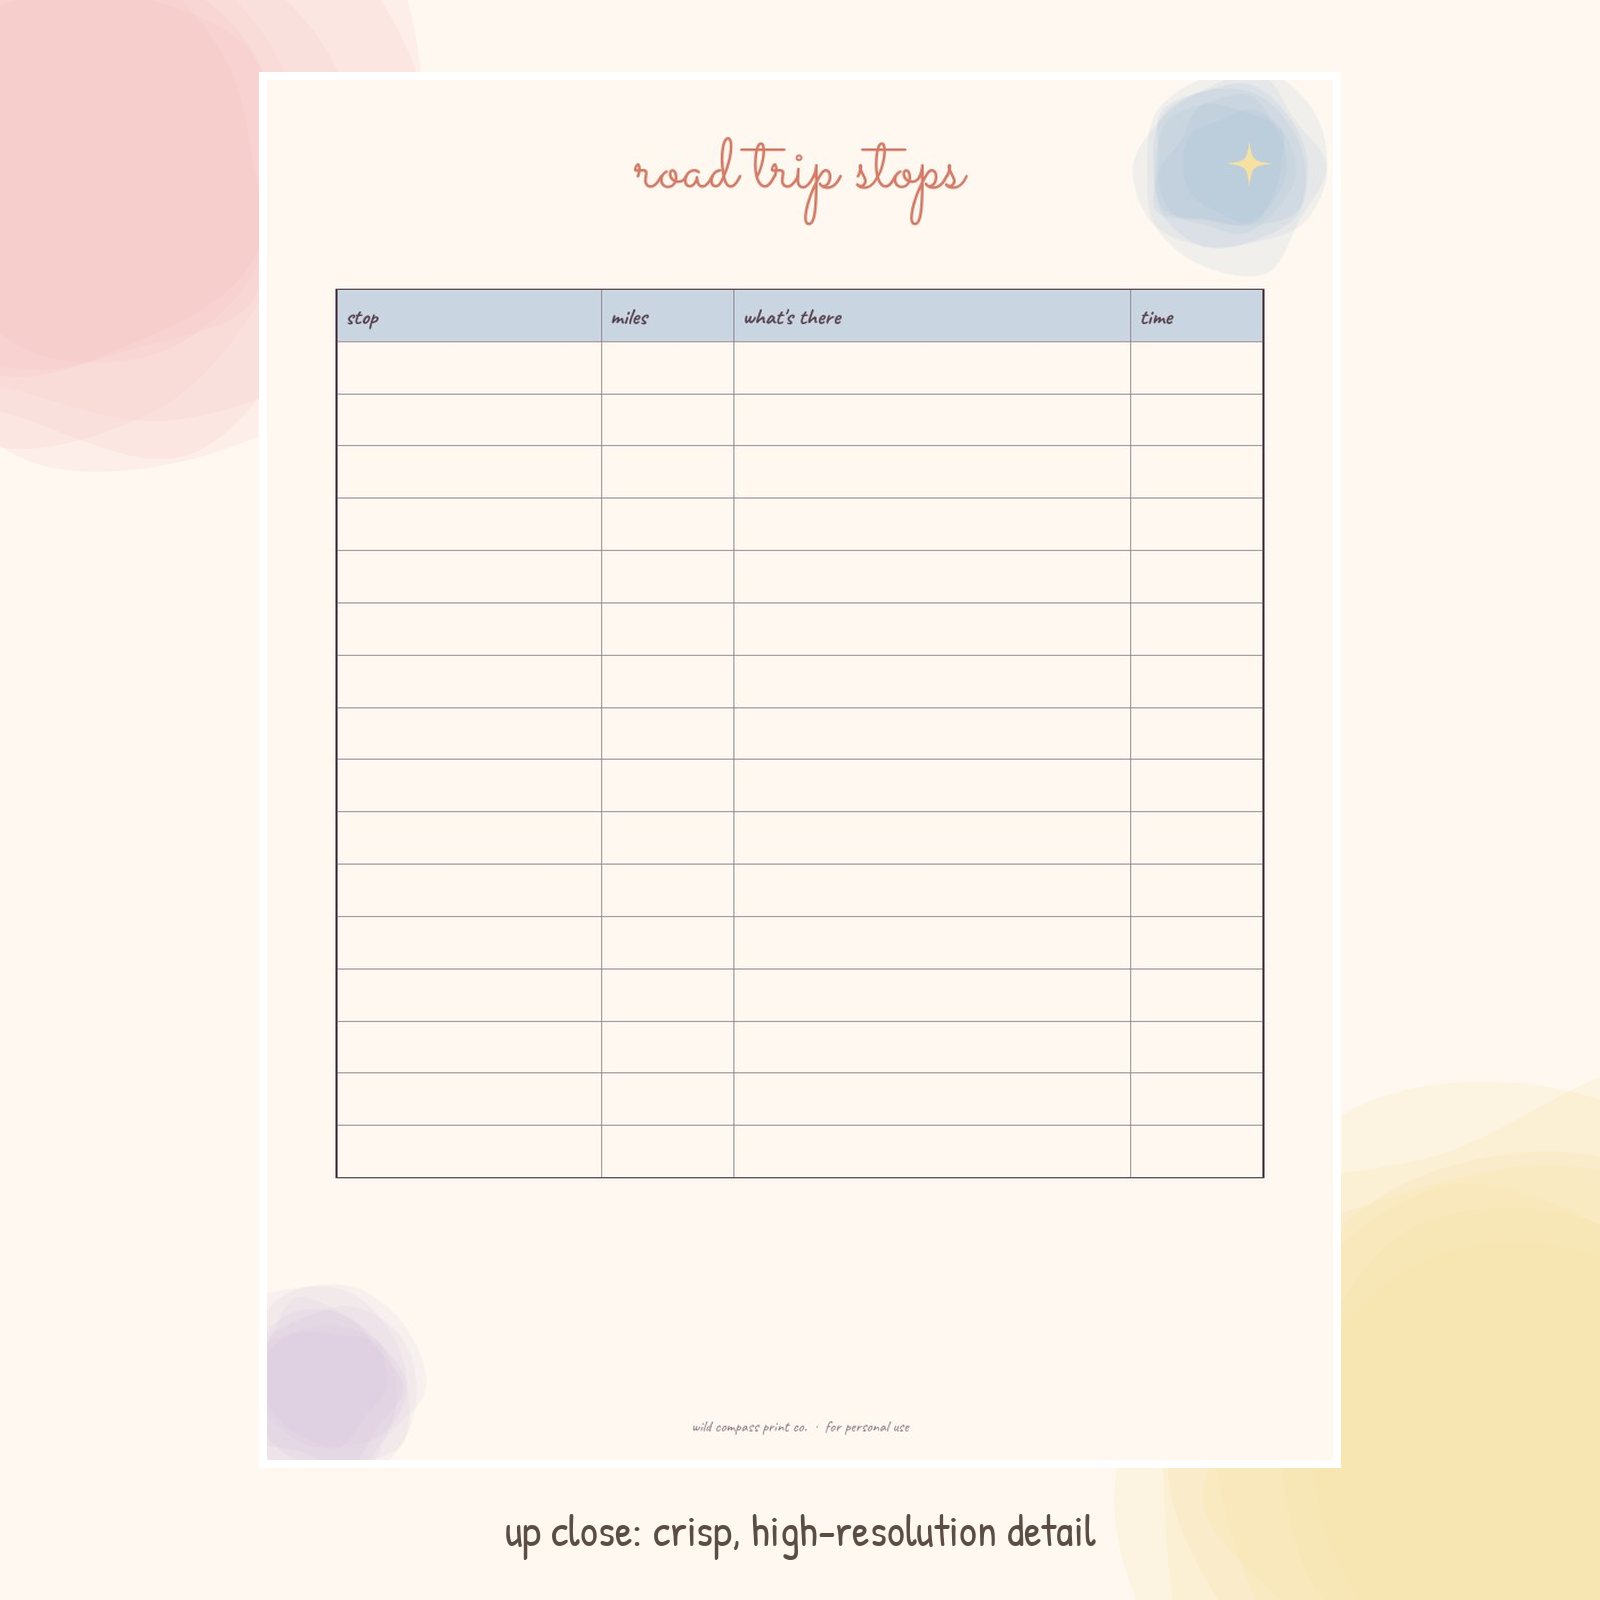 road trip stops
stop miles what's there time
wild compass print co. · for personal use
up close: crisp, high-resolution detail